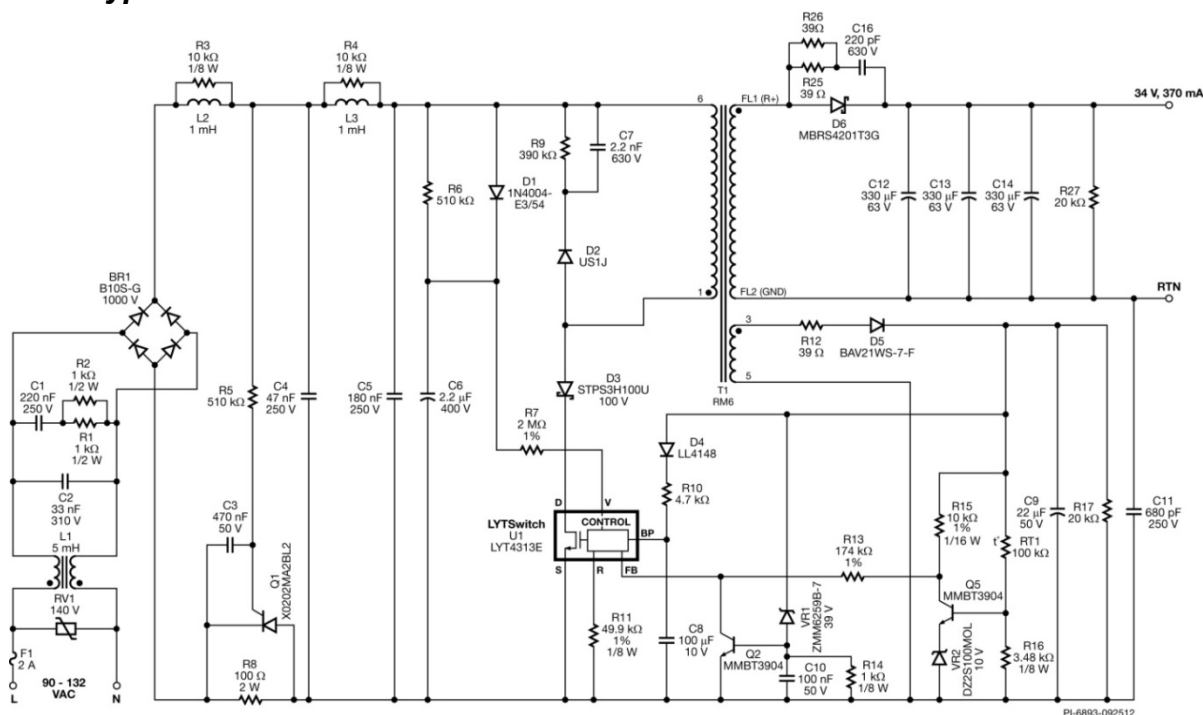 R3
10 kΩ
1/8 W
L2
1 mH
R4
10 kΩ
1/8 W
L3
1 mH
R9
390 kΩ
C7
2.2 nF
630 V
R6
510 kΩ
D1
1N4004-
E3/54
D2
US1J
6
1
FL1 (R+)
FL2 (GND)
3
5
T1
RM6
R26
39Ω
R25
39 Ω
C16
220 pF
630 V
D6
MBRS4201T3G
34 V, 370 mA
C12
330 µF
63 V
C13
330 µF
63 V
C14
330 µF
63 V
R27
20 kΩ
RTN
BR1
B10S-G
1000 V
R2
1 kΩ
1/2 W
C1
220 nF
250 V
R1
1 kΩ
1/2 W
C2
33 nF
310 V
L1
5 mH
RV1
140 V
F1
2 A
L
90 - 132
VAC
N
R5
510 kΩ
C4
47 nF
250 V
C5
180 nF
250 V
C6
2.2 µF
400 V
C3
470 nF
50 V
Q1
X0202MA2BL2
R8
100 Ω
2 W
R7
2 MΩ
1%
D3
STPS3H100U
100 V
R12
39 Ω
D5
BAV21WS-7-F
D4
LL4148
R10
4.7 kΩ
LYTSwitch
U1
LYT4313E
D
V
CONTROL
BP
S
R
FB
R11
49.9 kΩ
1%
1/8 W
C8
100 µF
10 V
R13
174 kΩ
1%
VR1
ZMM6259B-7
39 V
Q2
MMBT3904
C10
100 nF
50 V
R14
1 kΩ
1/8 W
R15
10 kΩ
1%
1/16 W
t°
RT1
100 kΩ
Q5
MMBT3904
VR2
DZ2S100MOL
10 V
R16
3.48 kΩ
1/8 W
C9
22 µF
50 V
R17
20 kΩ
C11
680 pF
250 V
PI-6893-092512